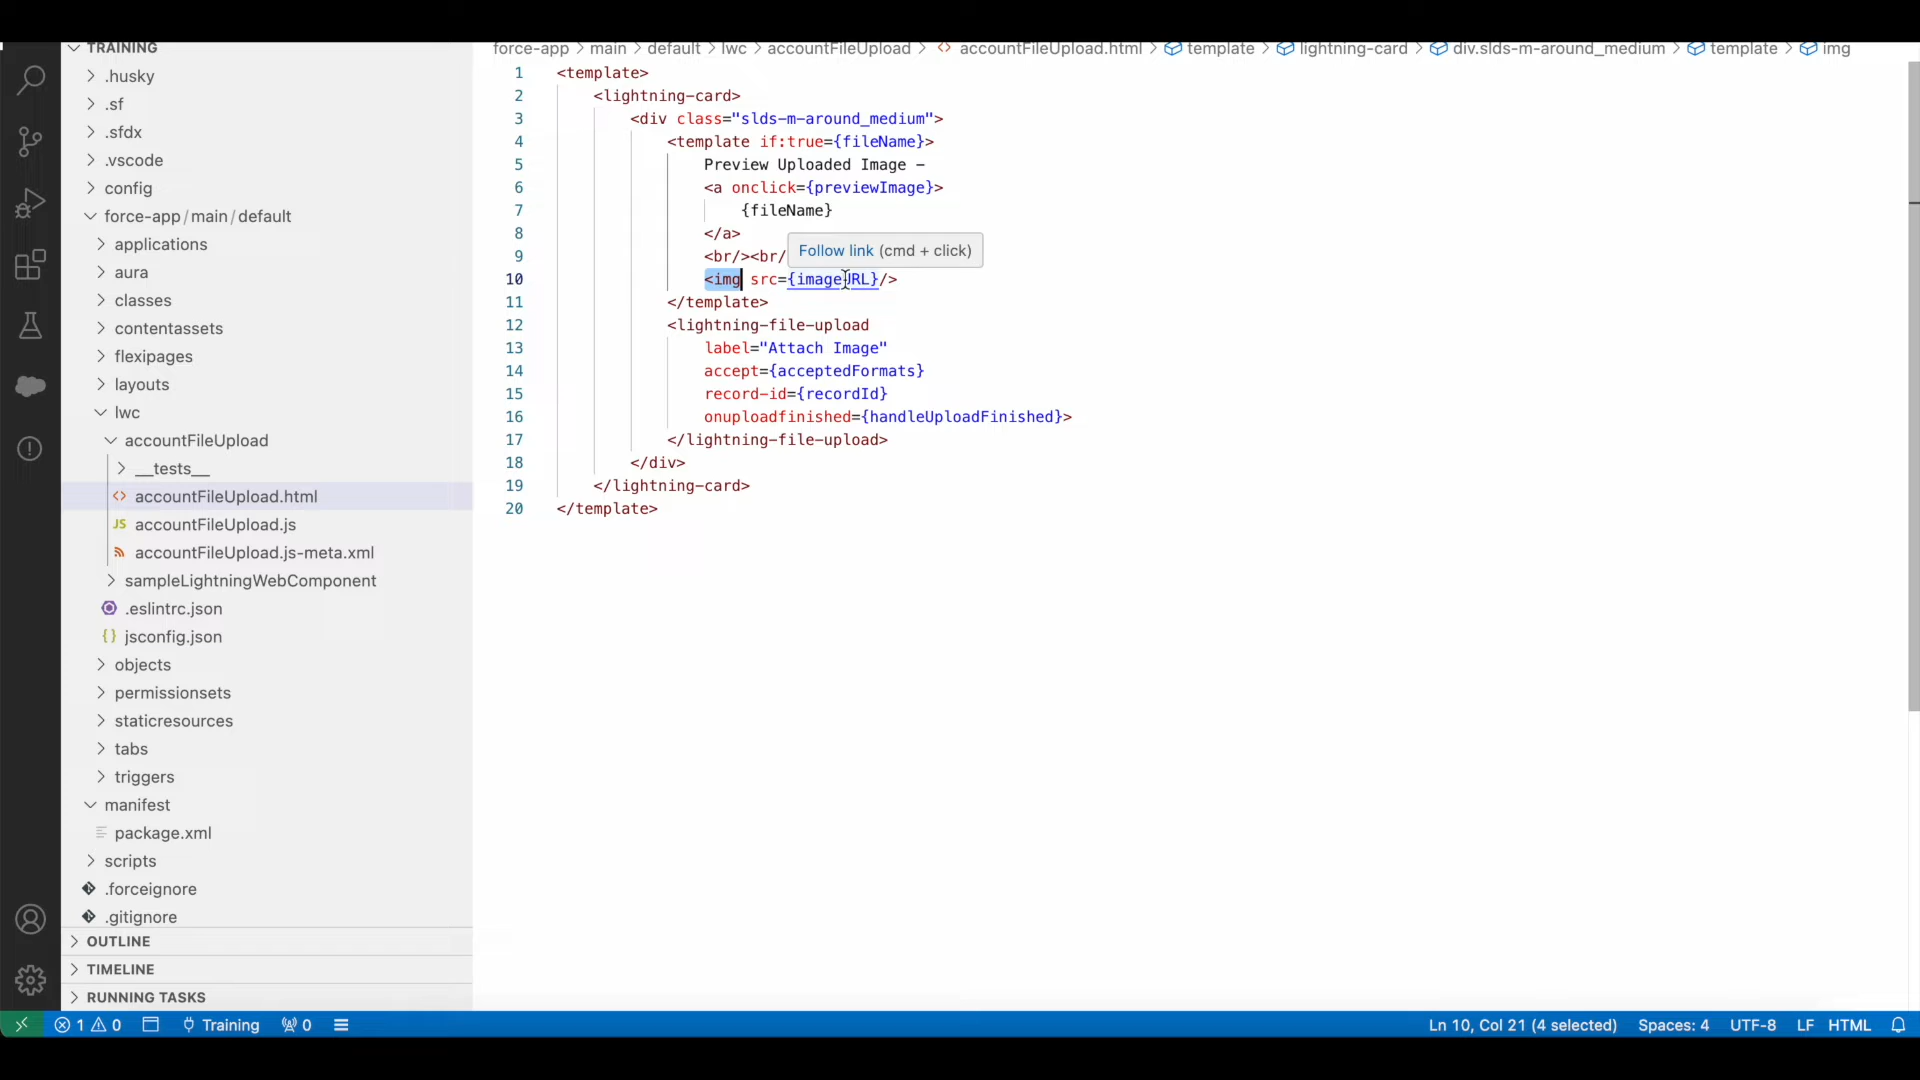 TRAINING
.husky
.sf
.sfdx
.vscode
config
force-app/main/default
applications
aura
classes
contentassets
flexipages
layouts
lwc
accountFileUpload
__tests__
accountFileUpload.html
accountFileUpload.js
accountFileUpload.js-meta.xml
sampleLightningWebComponent
.eslintrc.json
{} jsconfig.json
objects
permissionsets
staticresources
tabs
triggers
manifest
package.xml
scripts
.forceignore
.gitignore
OUTLINE
TIMELINE
RUNNING TASKS
force-app > main > default > lwc > accountFileUpload > <> accountFileUpload.html > template > lightning-card > div.slds-m-around_medium > template > img
1 <template>
2 <lightning-card>
3 <div class="slds-m-around_medium">
4 <template if:true={fileName}>
5 Preview Uploaded Image –
6 <a onclick={previewImage}>
7 {fileName}
8 </a>
Follow link (cmd + click)
9 <br/><br/
10 <img src={imageURL}/>
11 </template>
12 <lightning-file-upload
13 label="Attach Image"
14 accept={acceptedFormats}
15 record-id={recordId}
16 onuploadfinished={handleUploadFinished}>
17 </lightning-file-upload>
18 </div>
19 </lightning-card>
20 </template>
1 0 Training 0 Ln 10, Col 21 (4 selected) Spaces: 4 UTF-8 LF HTML